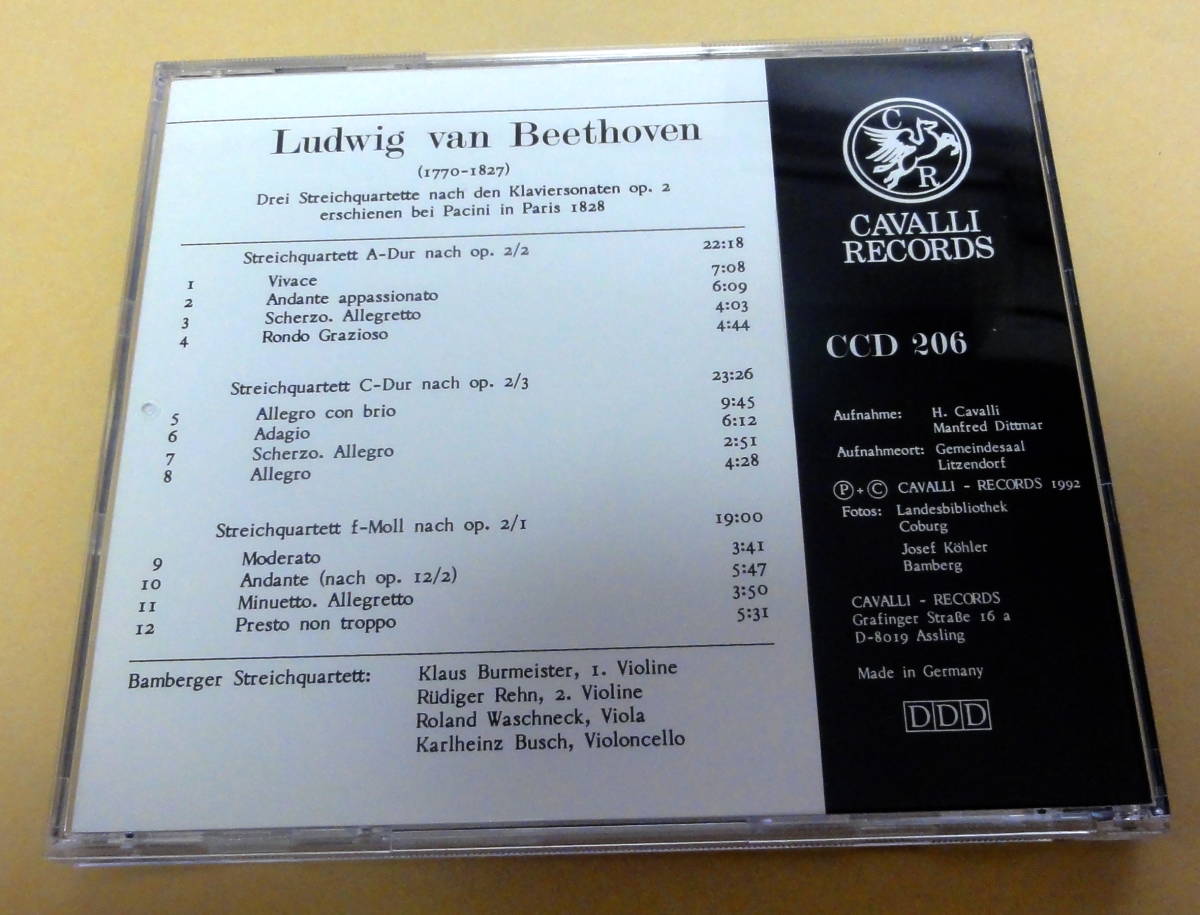 Ludwig van Beethoven
(1770-1827)
Drei Streichquartette nach den Klaviersonaten op. 2
erschienen bei Pacini in Paris 1828
Streichquartett A-Dur nach op. 2/2 22:18
1 Vivace 7:08
2 Andante appassionato 6:09
3 Scherzo. Allegretto 4:03
4 Rondo Grazioso 4:44
Streichquartett C-Dur nach op. 2/3 23:26
5 Allegro con brio 9:45
6 Adagio 6:12
7 Scherzo. Allegro 2:51
8 Allegro 4:28
Streichquartett f-Moll nach op. 2/1 19:00
9 Moderato 3:41
10 Andante (nach op. 12/2) 5:47
11 Minuetto. Allegretto 3:50
12 Presto non troppo 5:31
Bamberger Streichquartett: Klaus Burmeister, 1. Violine
Rüdiger Rehn, 2. Violine
Roland Waschneck, Viola
Karlheinz Busch, Violoncello
C
R
CAVALLI
RECORDS
CCD 206
Aufnahme: H. Cavalli
Manfred Dittmar
Aufnahmeort: Gemeindesaal
Litzendorf
Ⓟ+Ⓒ CAVALLI - RECORDS 1992
Fotos: Landesbibliothek
Coburg
Josef Köhler
Bamberg
CAVALLI - RECORDS
Grafinger Straße 16 a
D-8019 Assling
Made in Germany
DDD